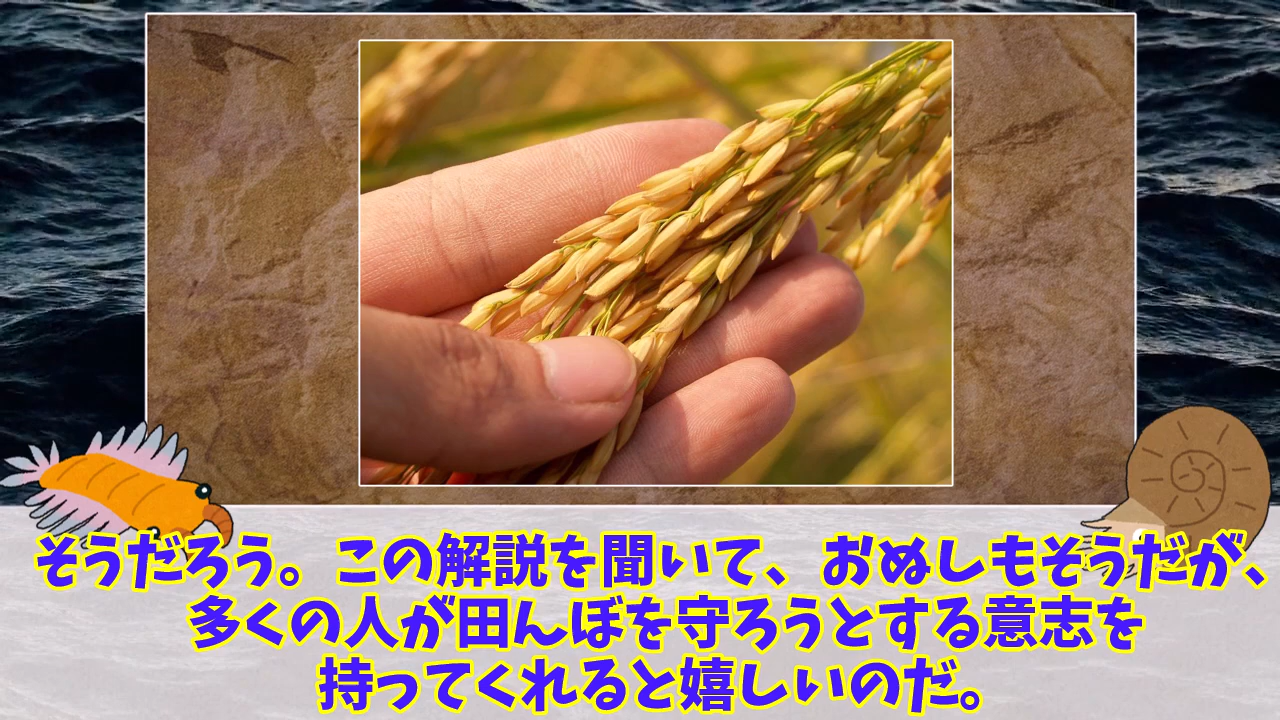 そうだろう。この解説を聞いて、おぬしもそうだが、
多くの人が田んぼを守ろうとする意志を
持ってくれると嬉しいのだ。